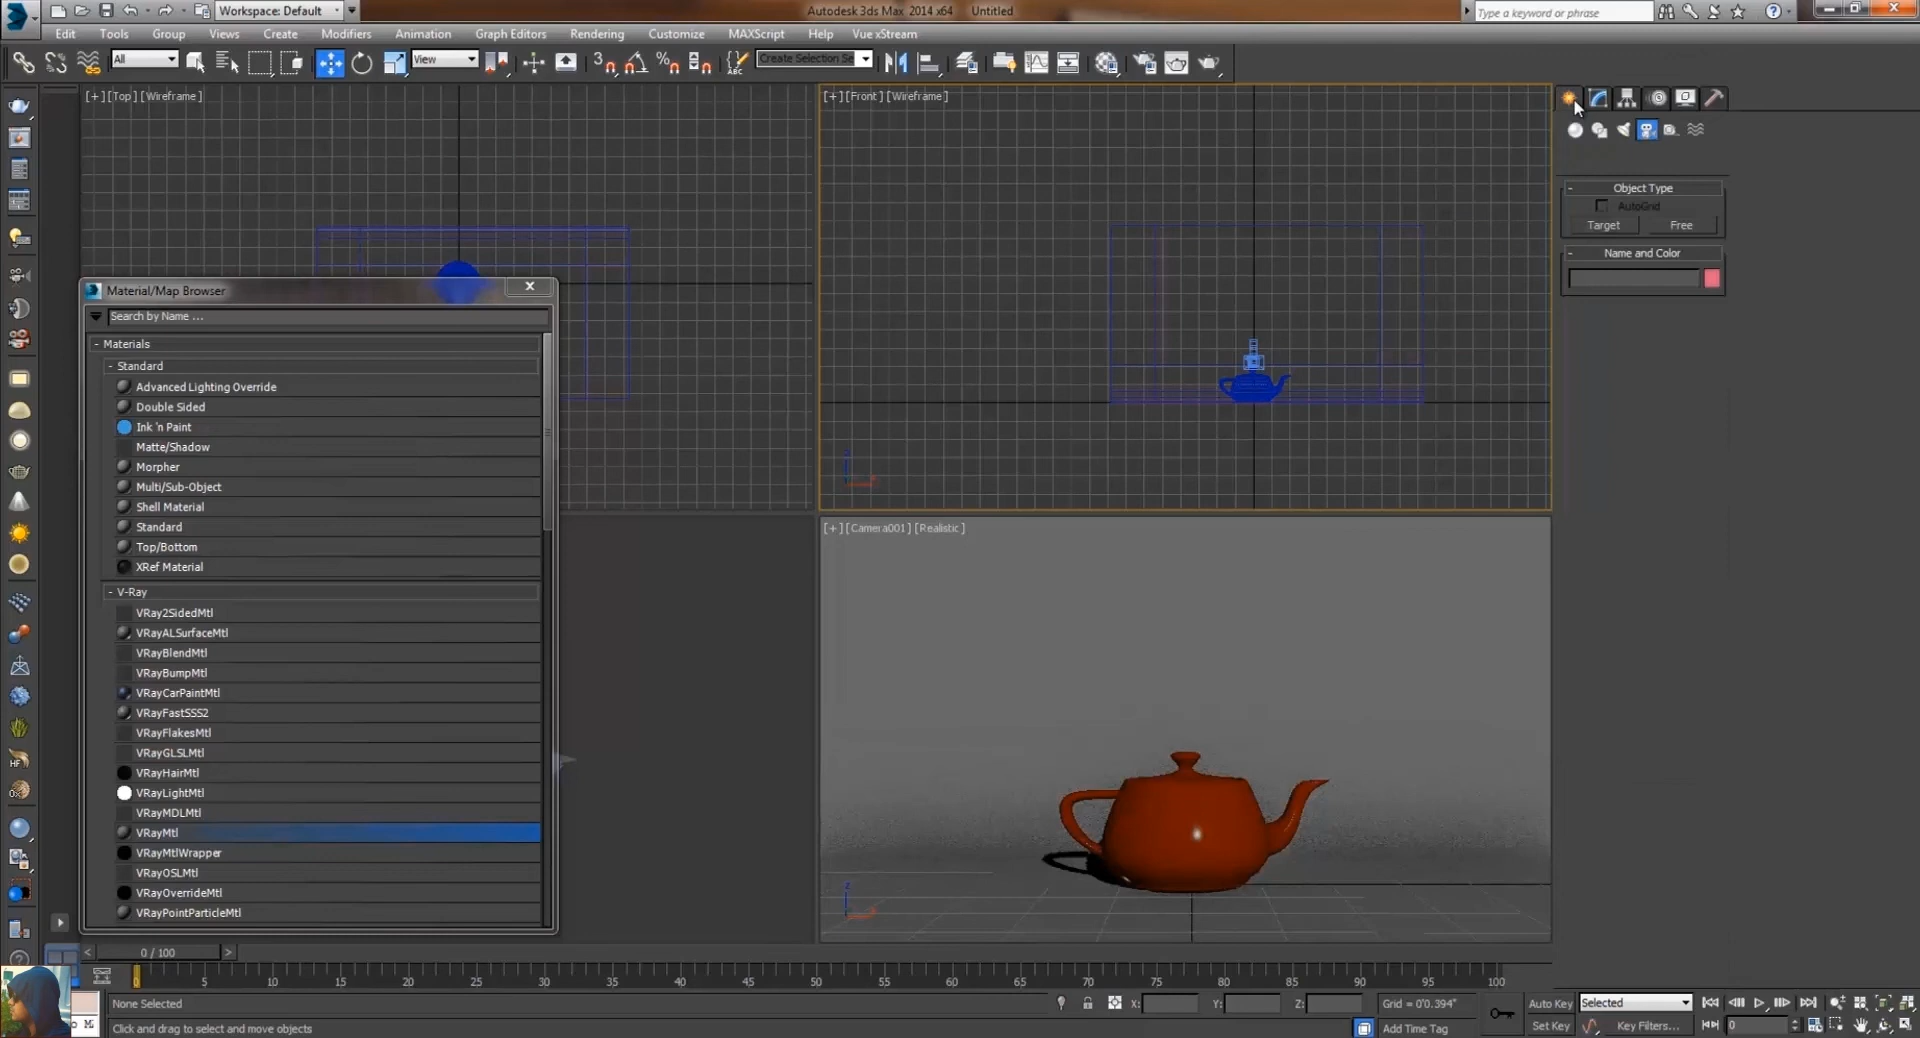 Workspace: Default
Autodesk 3ds Max 2014 x64 Untitled
Type a keyword or phrase
Edit Tools Group Views Create Modifiers Animation Graph Editors Rendering Customize MAXScript Help Vue xStream
All
View
3
ABC
Create Selection Se
[+][Top][Wireframe]
[+][Front][Wireframe]
Object Type
AutoGrid
Target Free
Name and Color
Material/Map Browser
Search by Name ...
- Materials
- Standard
Advanced Lighting Override
Double Sided
Ink 'n Paint
Matte/Shadow
Morpher
Multi/Sub-Object
Shell Material
Standard
Top/Bottom
XRef Material
- V-Ray
VRay2SidedMtl
VRayALSurfaceMtl
VRayBlendMtl
VRayBumpMtl
VRayCarPaintMtl
VRayFastSSS2
VRayFlakesMtl
VRayGLSLMtl
VRayHairMtl
VRayLightMtl
VRayMDLMtl
VRayMtl
VRayMtlWrapper
VRayOSLMtl
VRayOverrideMtl
VRayPointParticleMtl
[+][Camera001][Realistic]
HF
z
z
0 / 100
0 5 10 15 20 25 30 35 40 45 50 55 60 65 70 75 80 85 90 95 100
None Selected
X: Y: Z: Grid = 0'0.394"
Auto Key Selected
Click and drag to select and move objects
Add Time Tag
Set Key Key Filters...
0